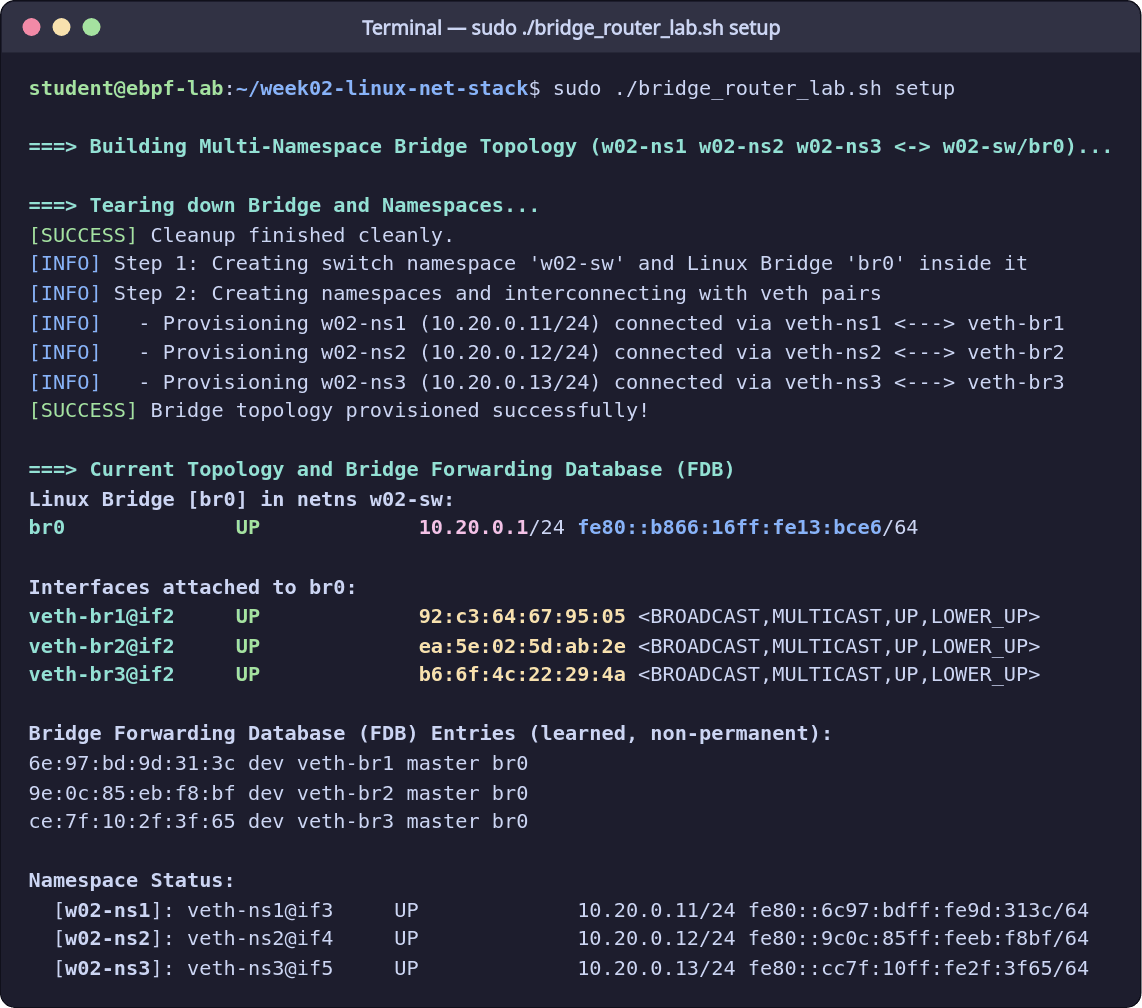 Terminal — sudo ./bridge_router_lab.sh setup
student@ebpf-lab:~/week02-linux-net-stack$ sudo ./bridge_router_lab.sh setup
===> Building Multi-Namespace Bridge Topology (w02-ns1 w02-ns2 w02-ns3 <-> w02-sw/br0)...
===> Tearing down Bridge and Namespaces...
[SUCCESS] Cleanup finished cleanly.
[INFO] Step 1: Creating switch namespace 'w02-sw' and Linux Bridge 'br0' inside it
[INFO] Step 2: Creating namespaces and interconnecting with veth pairs
[INFO]   - Provisioning w02-ns1 (10.20.0.11/24) connected via veth-ns1 <---> veth-br1
[INFO]   - Provisioning w02-ns2 (10.20.0.12/24) connected via veth-ns2 <---> veth-br2
[INFO]   - Provisioning w02-ns3 (10.20.0.13/24) connected via veth-ns3 <---> veth-br3
[SUCCESS] Bridge topology provisioned successfully!
===> Current Topology and Bridge Forwarding Database (FDB)
Linux Bridge [br0] in netns w02-sw:
br0              UP             10.20.0.1/24 fe80::b866:16ff:fe13:bce6/64
Interfaces attached to br0:
veth-br1@if2     UP             92:c3:64:67:95:05 <BROADCAST,MULTICAST,UP,LOWER_UP>
veth-br2@if2     UP             ea:5e:02:5d:ab:2e <BROADCAST,MULTICAST,UP,LOWER_UP>
veth-br3@if2     UP             b6:6f:4c:22:29:4a <BROADCAST,MULTICAST,UP,LOWER_UP>
Bridge Forwarding Database (FDB) Entries (learned, non-permanent):
6e:97:bd:9d:31:3c dev veth-br1 master br0
9e:0c:85:eb:f8:bf dev veth-br2 master br0
ce:7f:10:2f:3f:65 dev veth-br3 master br0
Namespace Status:
  [w02-ns1]: veth-ns1@if3     UP             10.20.0.11/24 fe80::6c97:bdff:fe9d:313c/64
  [w02-ns2]: veth-ns2@if4     UP             10.20.0.12/24 fe80::9c0c:85ff:feeb:f8bf/64
  [w02-ns3]: veth-ns3@if5     UP             10.20.0.13/24 fe80::cc7f:10ff:fe2f:3f65/64